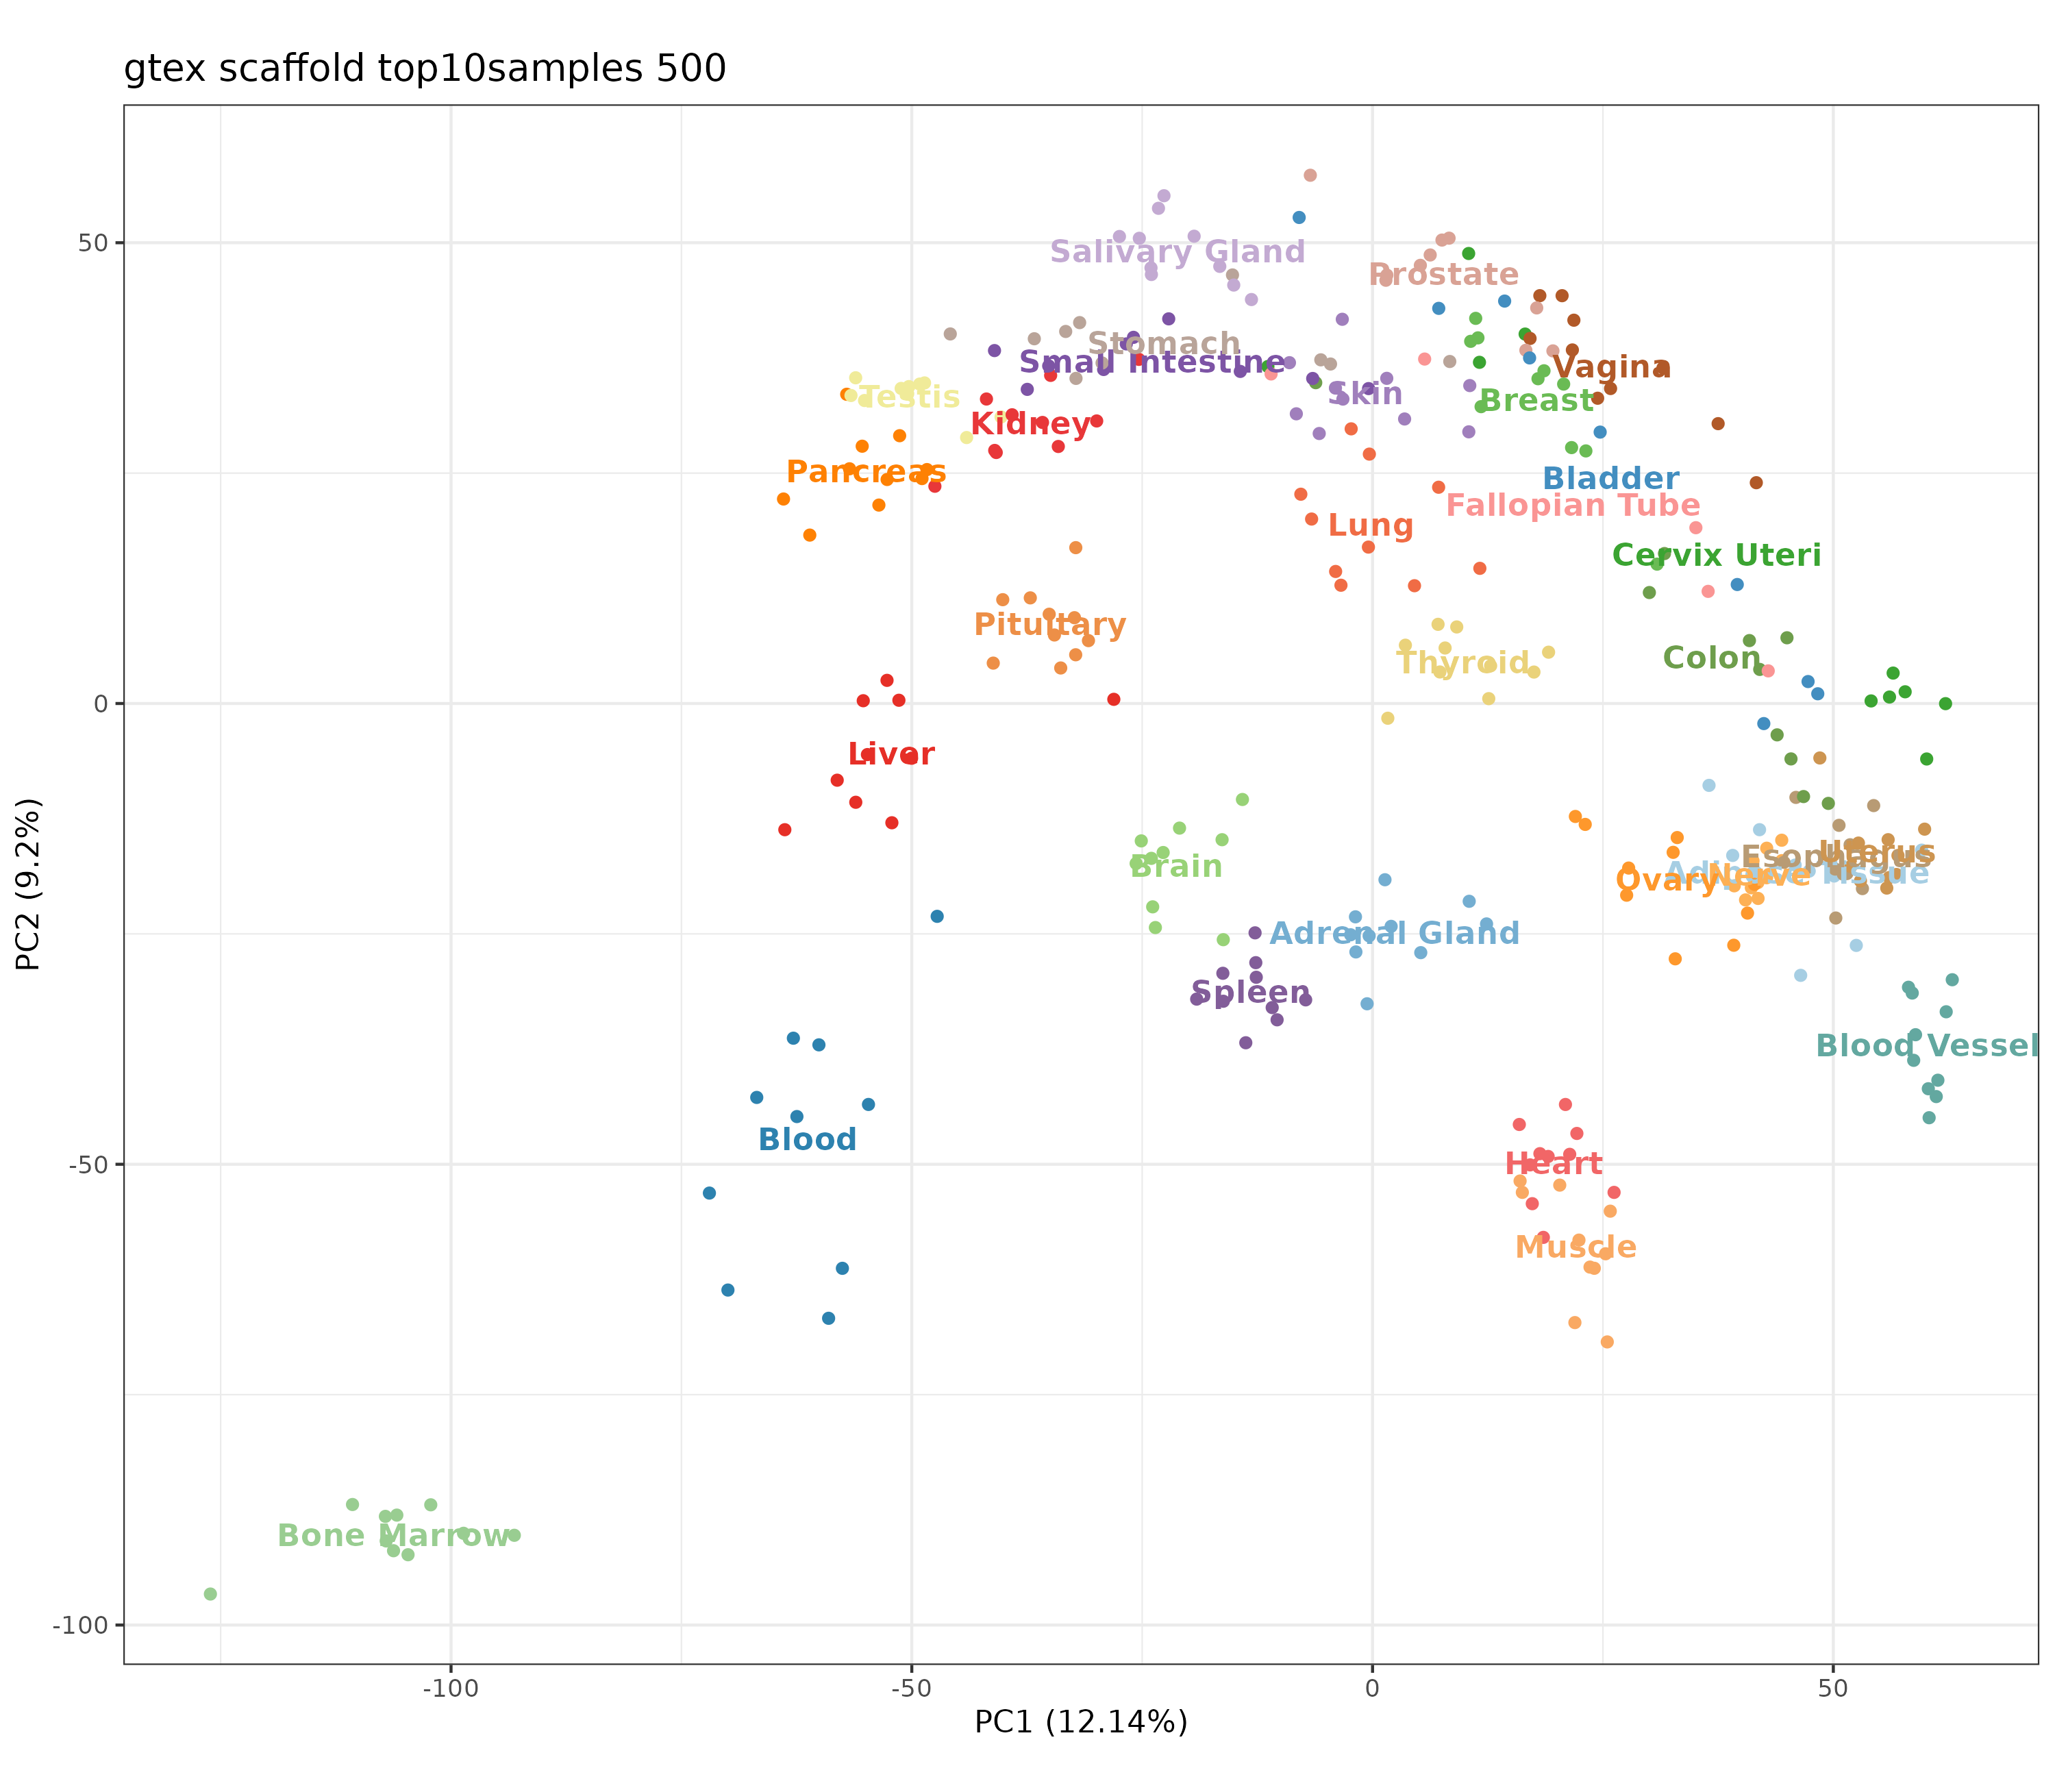 gtex scaffold top10samples 500
Salivary Gland
Prostate
Stomach
Small Intestine
Vagina
Testis
Skin
Breast
Kidney
Pancreas
Bladder
Fallopian Tube
Lung
Cervix Uteri
Pituitary
Thyroid
Colon
Liver
Brain
Esophagus
Uterus
Adipose Tissue
Ovary
Nerve
Adrenal Gland
Spleen
Blood Vessel
Blood
Heart
Muscle
Bone Marrow
50
0
-50
-100
PC2 (9.2%)
-100
-50
0
50
PC1 (12.14%)